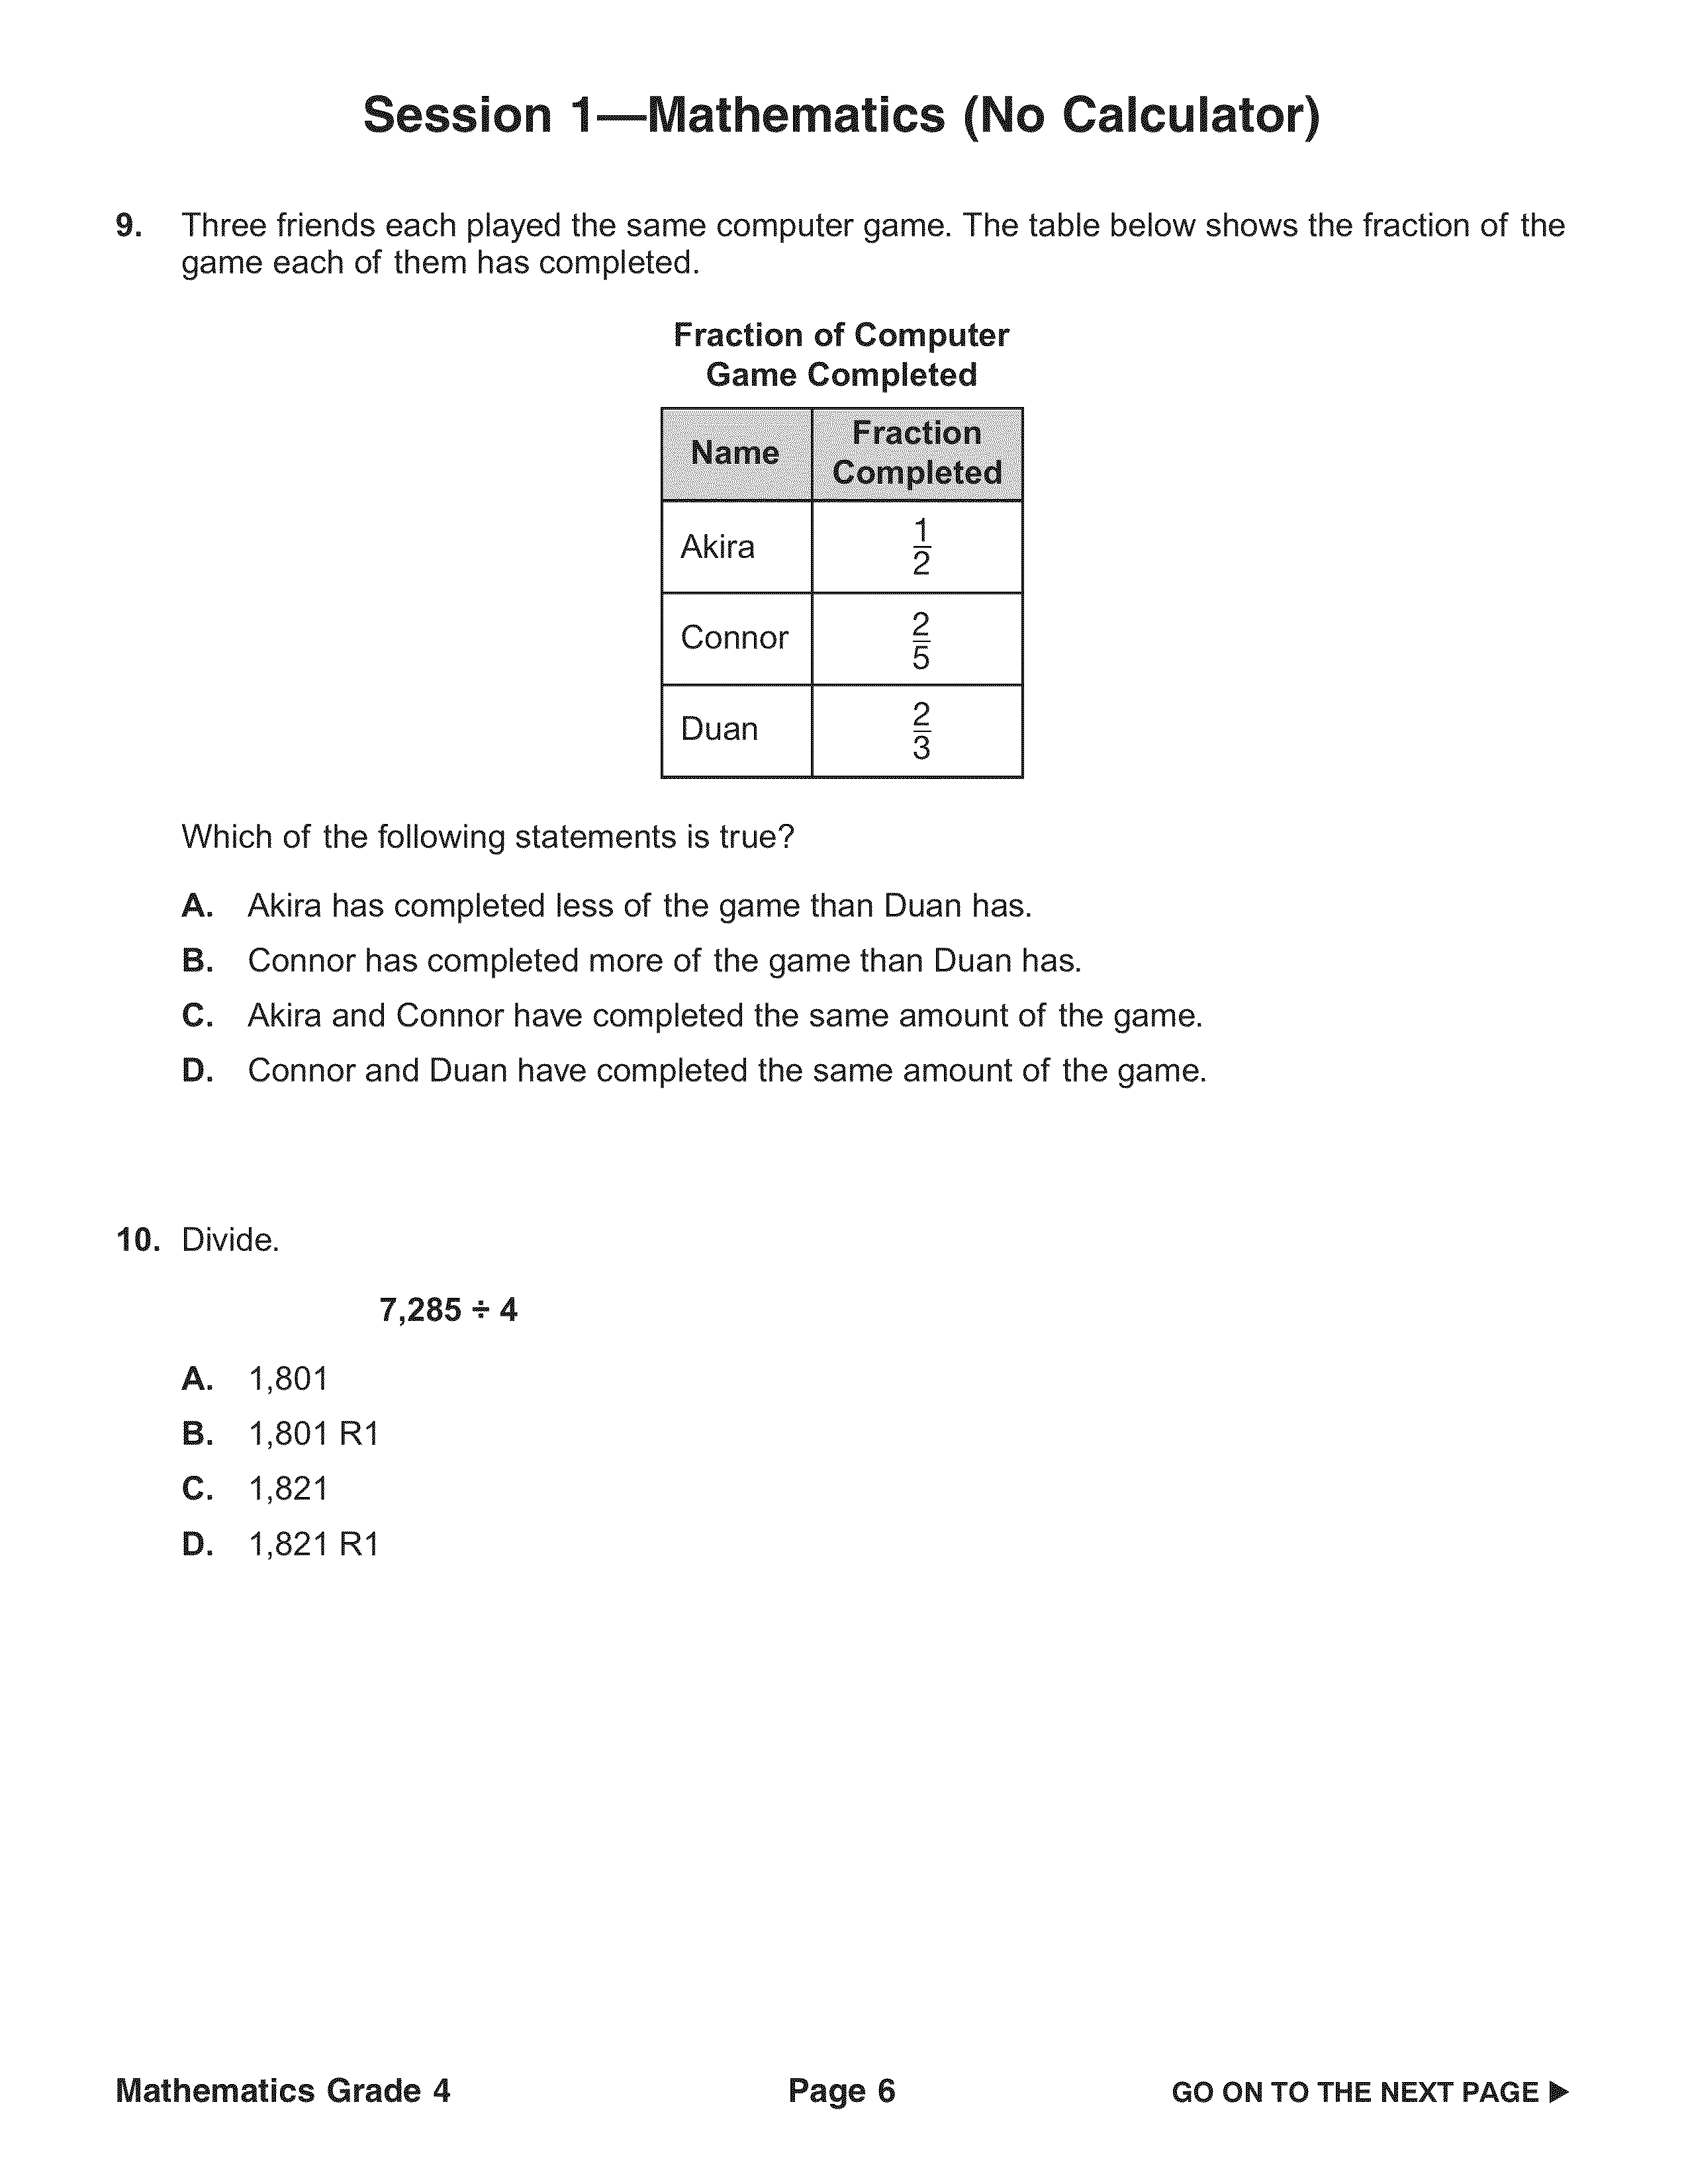 Session 1—Mathematics (No Calculator)
9. Three friends each played the same computer game. The table below shows the fraction of the
game each of them has completed.
Fraction of Computer
Game Completed
Name Fraction Completed
Akira 1/2
Connor 2/5
Duan 2/3
Which of the following statements is true?
A. Akira has completed less of the game than Duan has.
B. Connor has completed more of the game than Duan has.
C. Akira and Connor have completed the same amount of the game.
D. Connor and Duan have completed the same amount of the game.
10. Divide.
7,285 ÷ 4
A. 1,801
B. 1,801 R1
C. 1,821
D. 1,821 R1
Mathematics Grade 4 Page 6 GO ON TO THE NEXT PAGE ▶